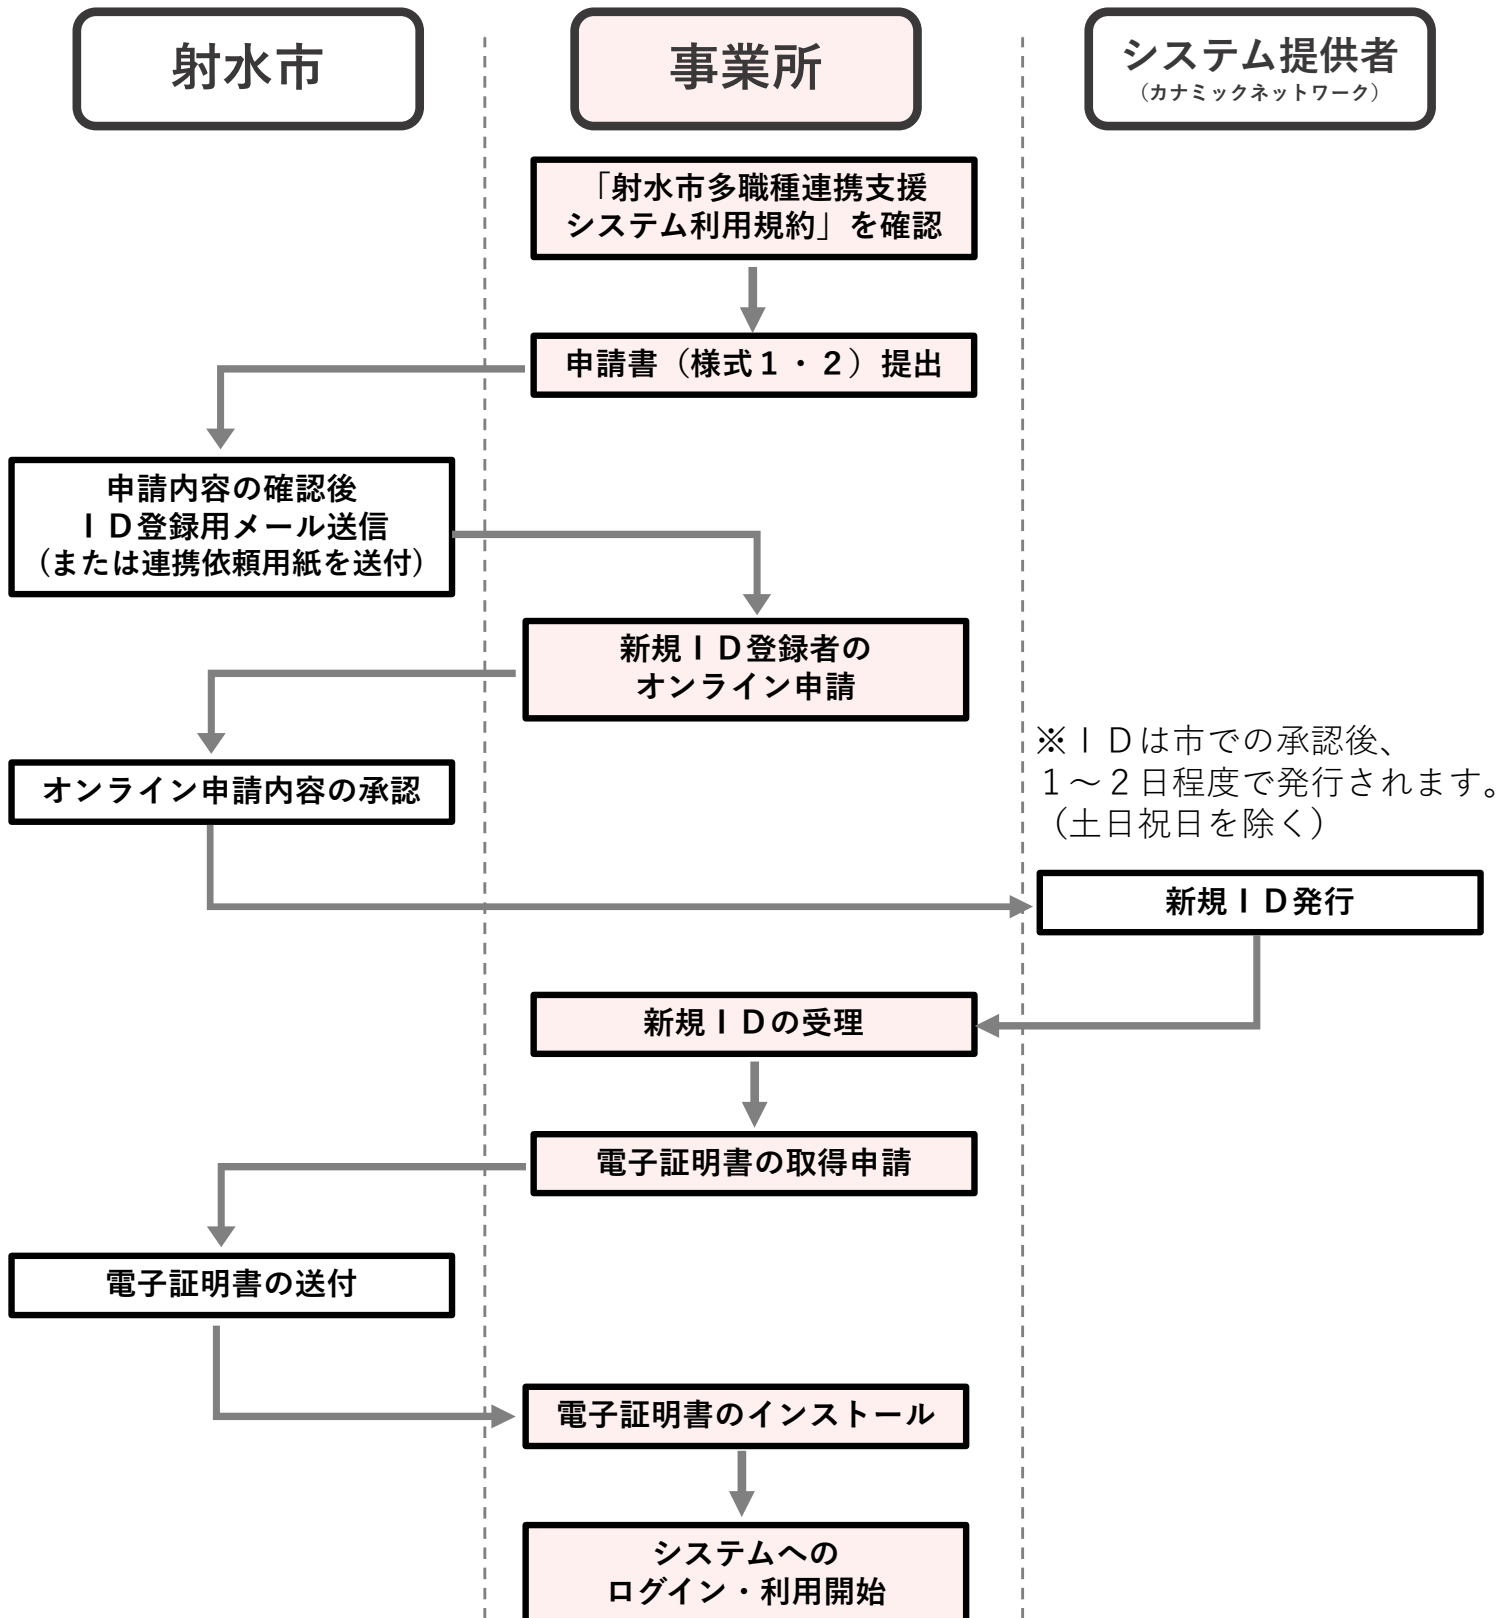 射水市
事業所
システム提供者
（カナミックネットワーク）
「射水市多職種連携支援
システム利用規約」を確認
申請書（様式１・２）提出
申請内容の確認後
ＩＤ登録用メール送信
（または連携依頼用紙を送付）
新規ＩＤ登録者の
オンライン申請
オンライン申請内容の承認
※ＩＤは市での承認後、
１～２日程度で発行されます。
（土日祝日を除く）
新規ＩＤ発行
新規ＩＤの受理
電子証明書の取得申請
電子証明書の送付
電子証明書のインストール
システムへの
ログイン・利用開始